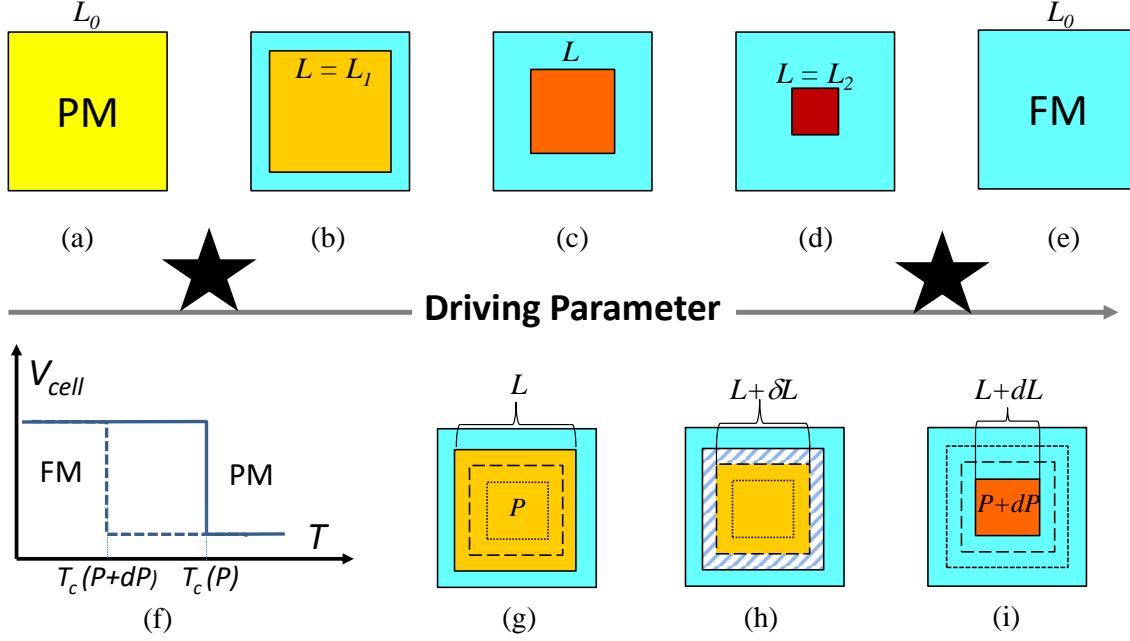 L0
PM
(a)
L = L1
(b)
L
(c)
L = L2
(d)
L0
FM
(e)
Driving Parameter
Vcell
FM
PM
T
Tc(P+dP)
Tc(P)
(f)
L
P
(g)
L+δL
(h)
L+dL
P+dP
(i)